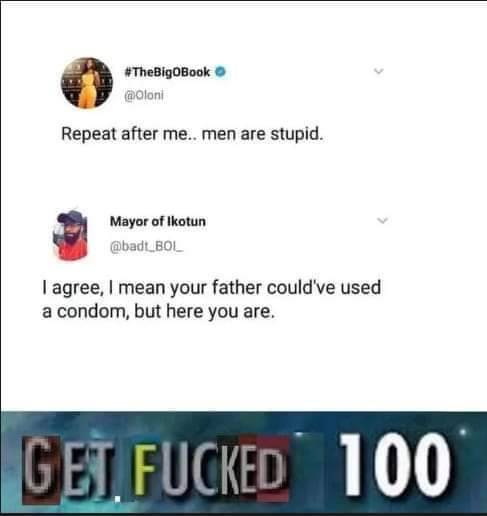 #TheBigOBook
@Oloni
Repeat after me.. men are stupid.
Mayor of Ikotun
@badt_BOI_
I agree, I mean your father could've used
a condom, but here you are.
GET FUCKED 100